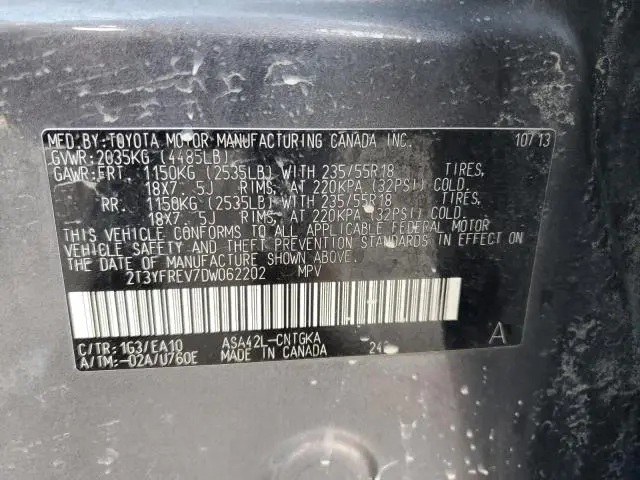 MFD.BY:TOYOTA MOTOR MANUFACTURING CANADA INC. 10/13
GVWR:2035KG (4485LB)
GAWR:FRT. 1150KG (2535LB) WITH 235/55R18 TIRES,
18X7.5J RIMS, AT 220KPA (32PSI) COLD.
RR. 1150KG (2535LB) WITH 235/55R18 TIRES,
18X7.5J RIMS, AT 220KPA (32PSI) COLD.
THIS VEHICLE CONFORMS TO ALL APPLICABLE FEDERAL MOTOR
VEHICLE SAFETY AND THEFT PREVENTION STANDARDS IN EFFECT
ON THE DATE OF MANUFACTURE SHOWN ABOVE.
2T3YFREV7DW062202 MPV
C/TR:1G3/EA10 ASA42L-CNTGKA
A/TM:-02A/U760E MADE IN CANADA
A